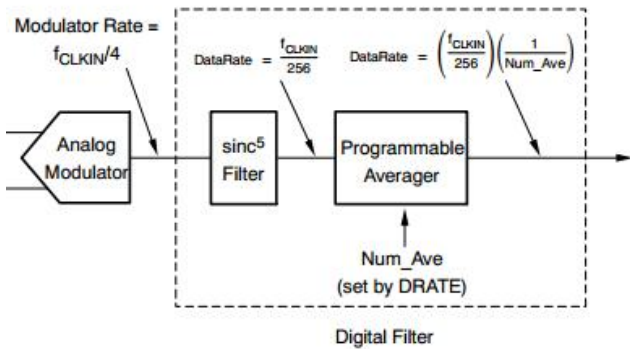 Modulator Rate =
fCLKIN/4
DataRate = fCLKIN/256
DataRate = (fCLKIN/256)(1/Num_Ave)
Analog
Modulator
sinc⁵
Filter
Programmable
Averager
Num_Ave
(set by DRATE)
Digital Filter